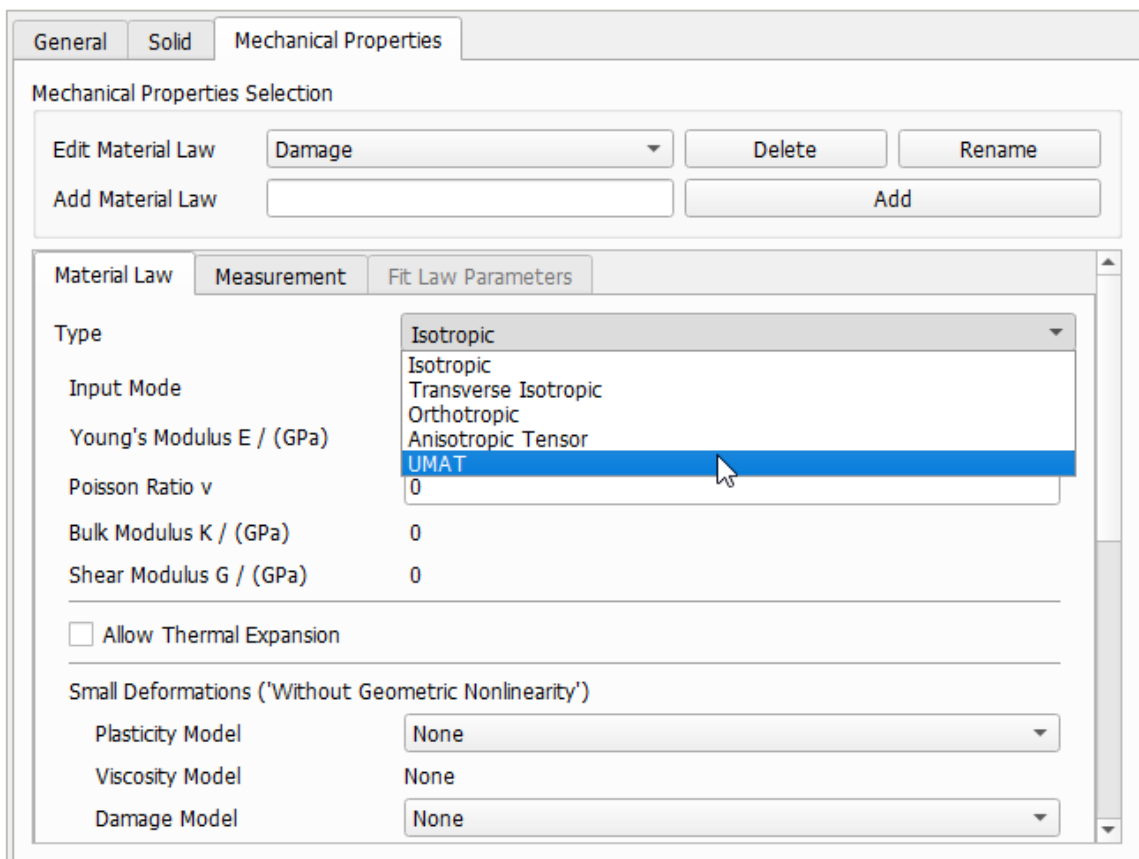 General Solid Mechanical Properties
Mechanical Properties Selection
Edit Material Law Damage Delete Rename
Add Material Law Add
Material Law Measurement Fit Law Parameters
Type Isotropic
Isotropic
Input Mode Transverse Isotropic
Orthotropic
Young's Modulus E / (GPa) Anisotropic Tensor
UMAT
Poisson Ratio ν 0
Bulk Modulus K / (GPa) 0
Shear Modulus G / (GPa) 0
Allow Thermal Expansion
Small Deformations ('Without Geometric Nonlinearity')
Plasticity Model None
Viscosity Model None
Damage Model None